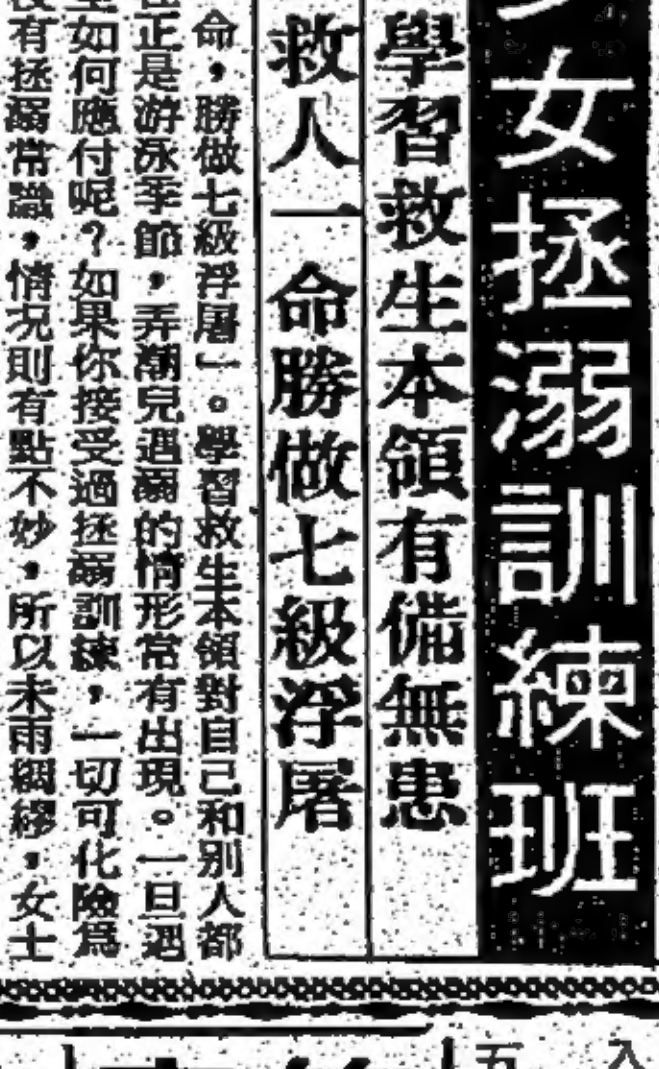 女拯溺訓練班
學習救生本領有備無患
救人一命勝做七級浮屠
命，勝做七級浮屠」。學習救生本領對自己和別人都
正是游泳季節，弄潮兒遇溺的情形常有出現。一旦遇
如何應付呢？如果你接受過拯溺訓練，一切可化險爲
有拯溺常識，情況則有點不妙，所以未雨綢繆，女士
入
五